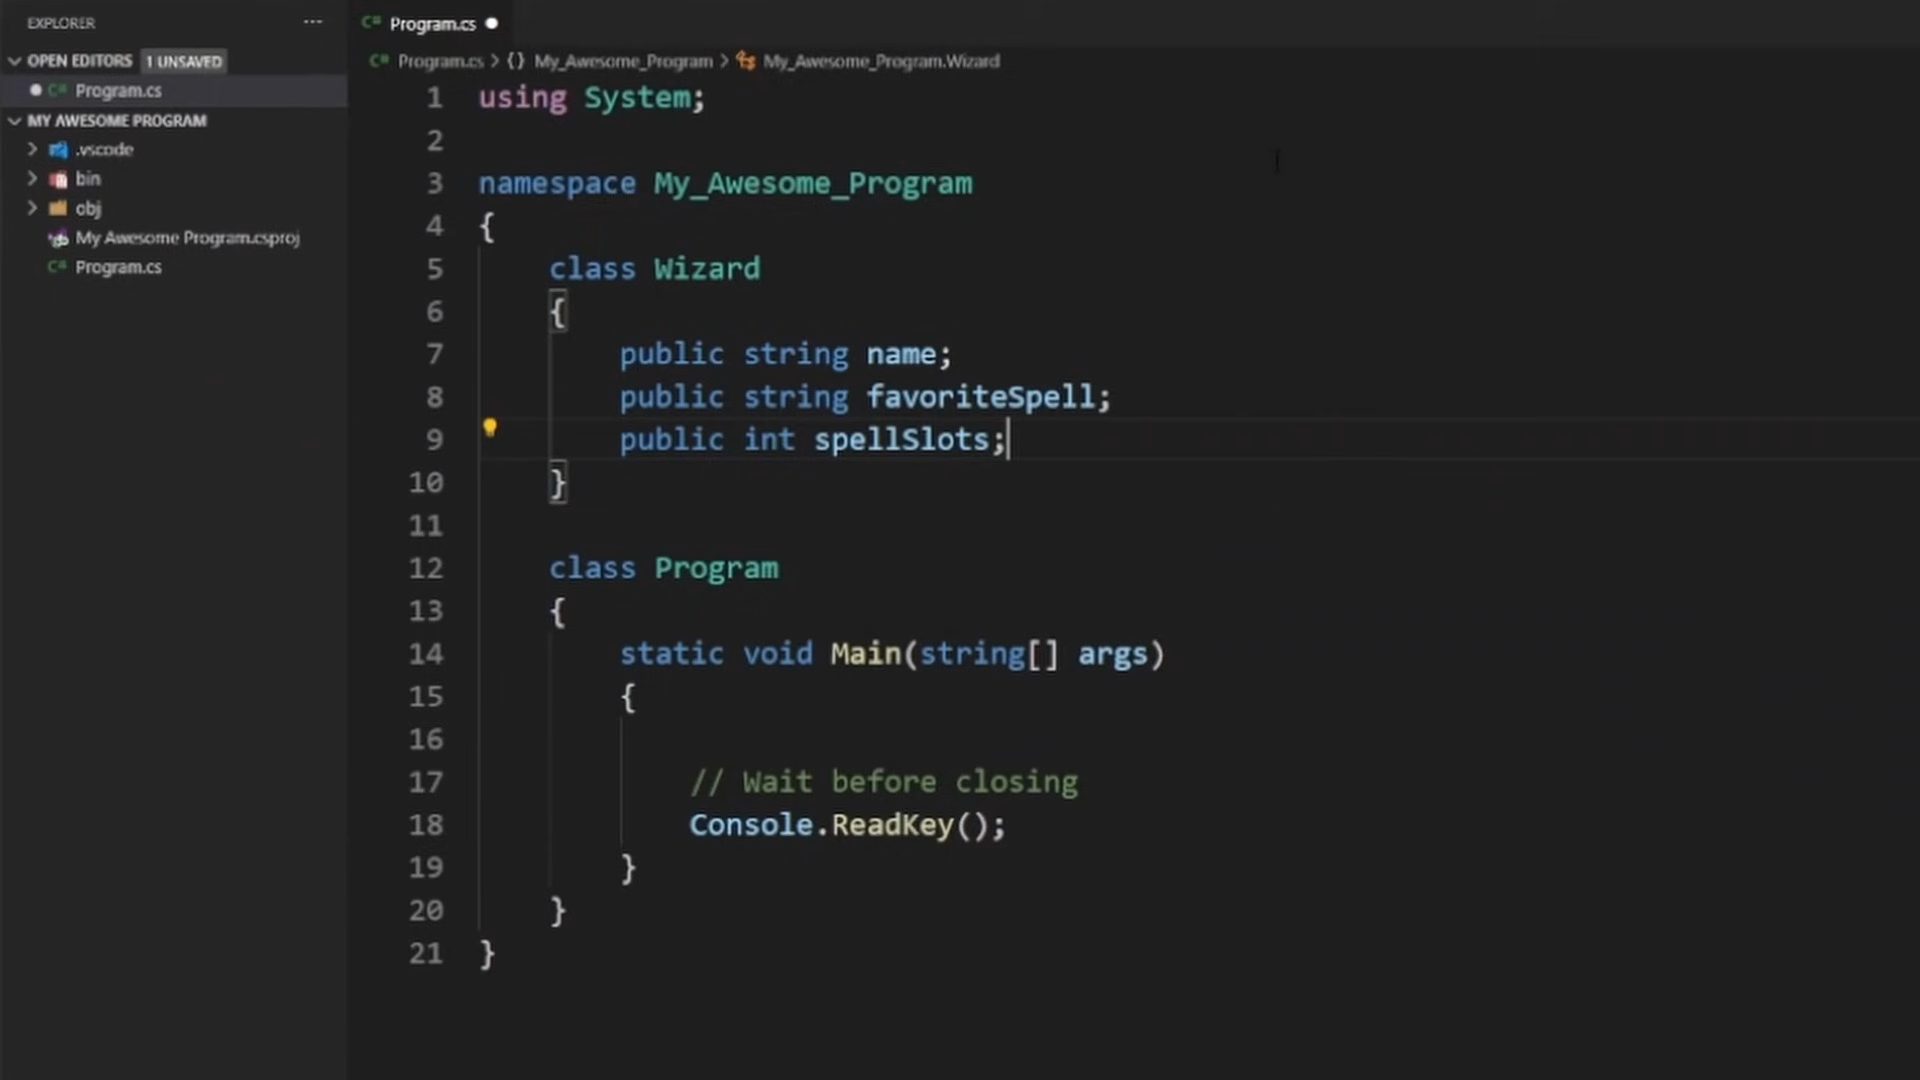 EXPLORER ...
OPEN EDITORS 1 UNSAVED
Program.cs
MY AWESOME PROGRAM
.vscode
bin
obj
My Awesome Program.csproj
Program.cs
Program.cs
Program.cs > {} My_Awesome_Program > My_Awesome_Program.Wizard
1 using System;
2
3 namespace My_Awesome_Program
4 {
5 class Wizard
6 {
7 public string name;
8 public string favoriteSpell;
9 public int spellSlots;
10 }
11
12 class Program
13 {
14 static void Main(string[] args)
15 {
16
17 // Wait before closing
18 Console.ReadKey();
19 }
20 }
21 }